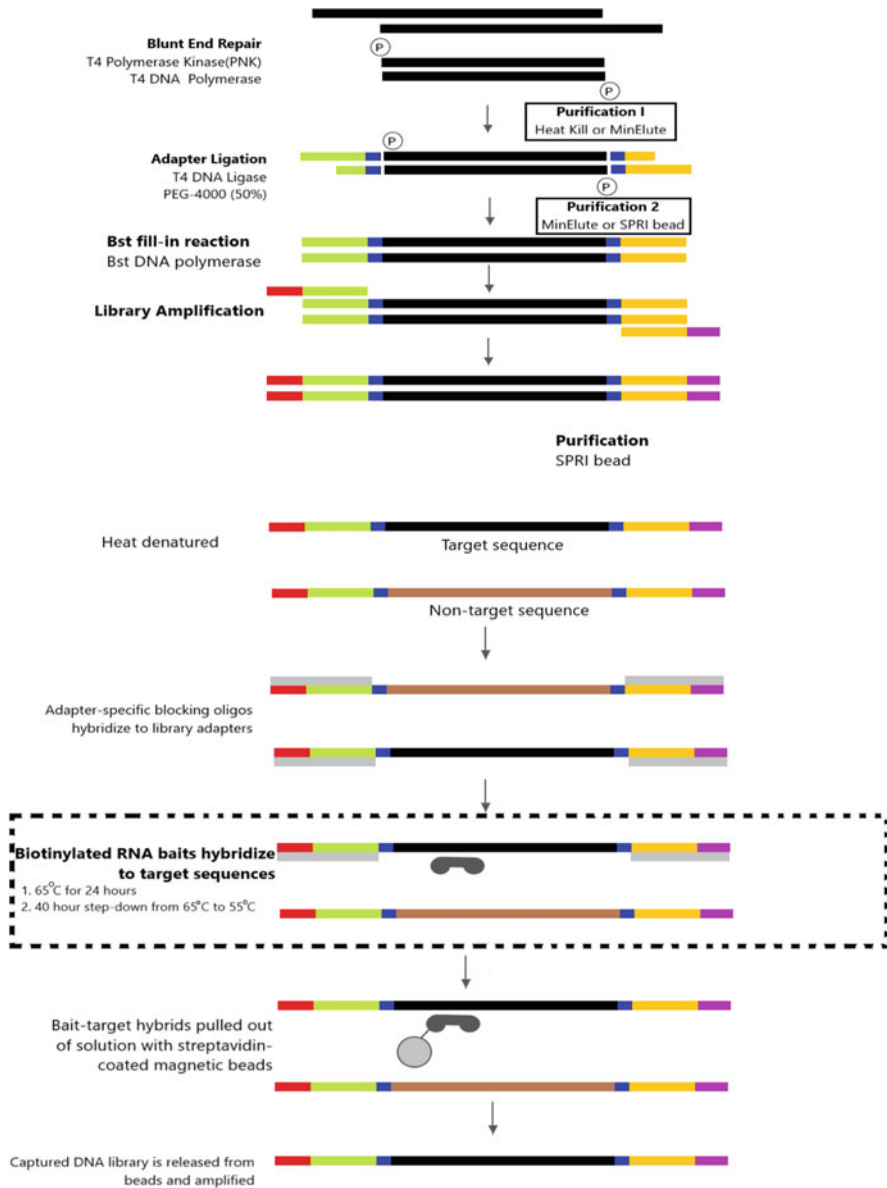 Blunt End Repair
P
T4 Polymerase Kinase(PNK)
T4 DNA Polymerase
P
Purification I
Heat Kill or MinElute
P
Adapter Ligation
T4 DNA Ligase
PEG-4000 (50%)
P
Purification 2
MinElute or SPRI bead
Bst fill-in reaction
Bst DNA polymerase
Library Amplification
Purification
SPRI bead
Heat denatured
Target sequence
Non-target sequence
Adapter-specific blocking oligos
hybridize to library adapters
Biotinylated RNA baits hybridize
to target sequences
1. 65°C for 24 hours
2. 40 hour step-down from 65°C to 55°C
Bait-target hybrids pulled out
of solution with streptavidin-
coated magnetic beads
Captured DNA library is released from
beads and amplified